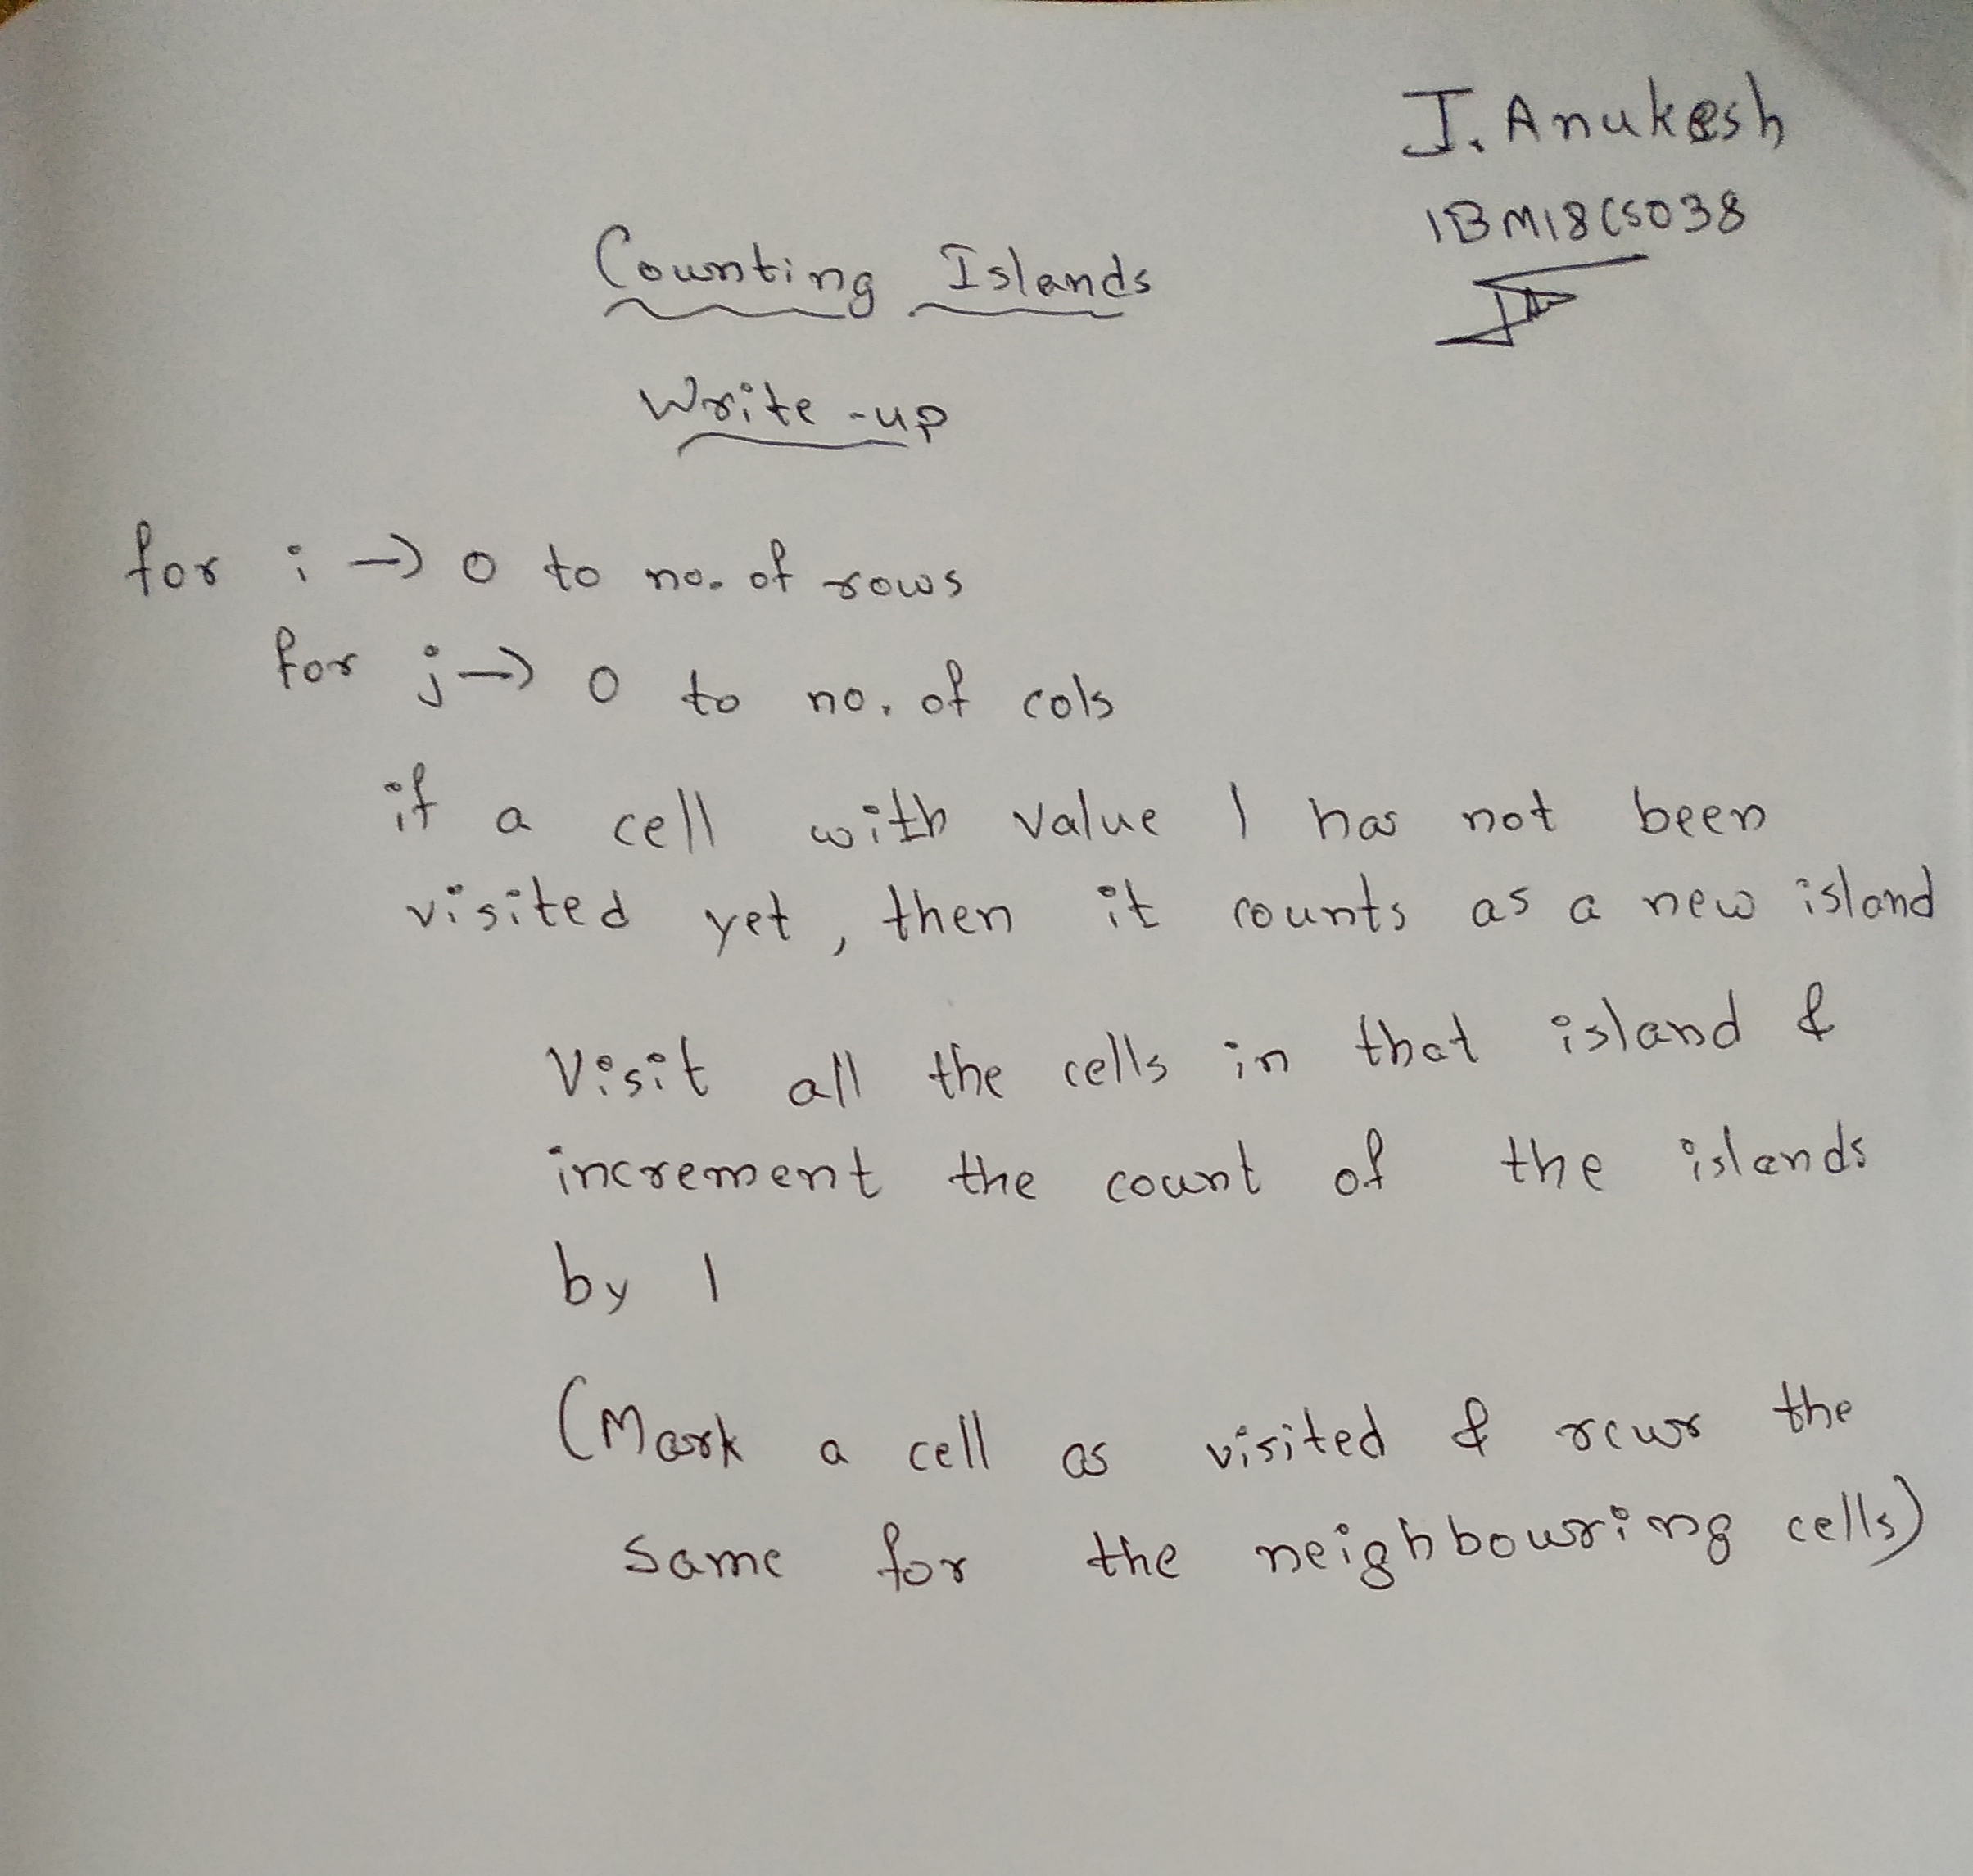 J. Anukesh
1BM18CS038
Counting Islands
Write-up
for i → 0 to no. of rows
for j → 0 to no. of cols
if a cell with value 1 has not been
visited yet, then it counts as a new island
Visit all the cells in that island &
increment the count of the islands
by 1
(Mark a cell as visited & recur the
same for the neighbouring cells)